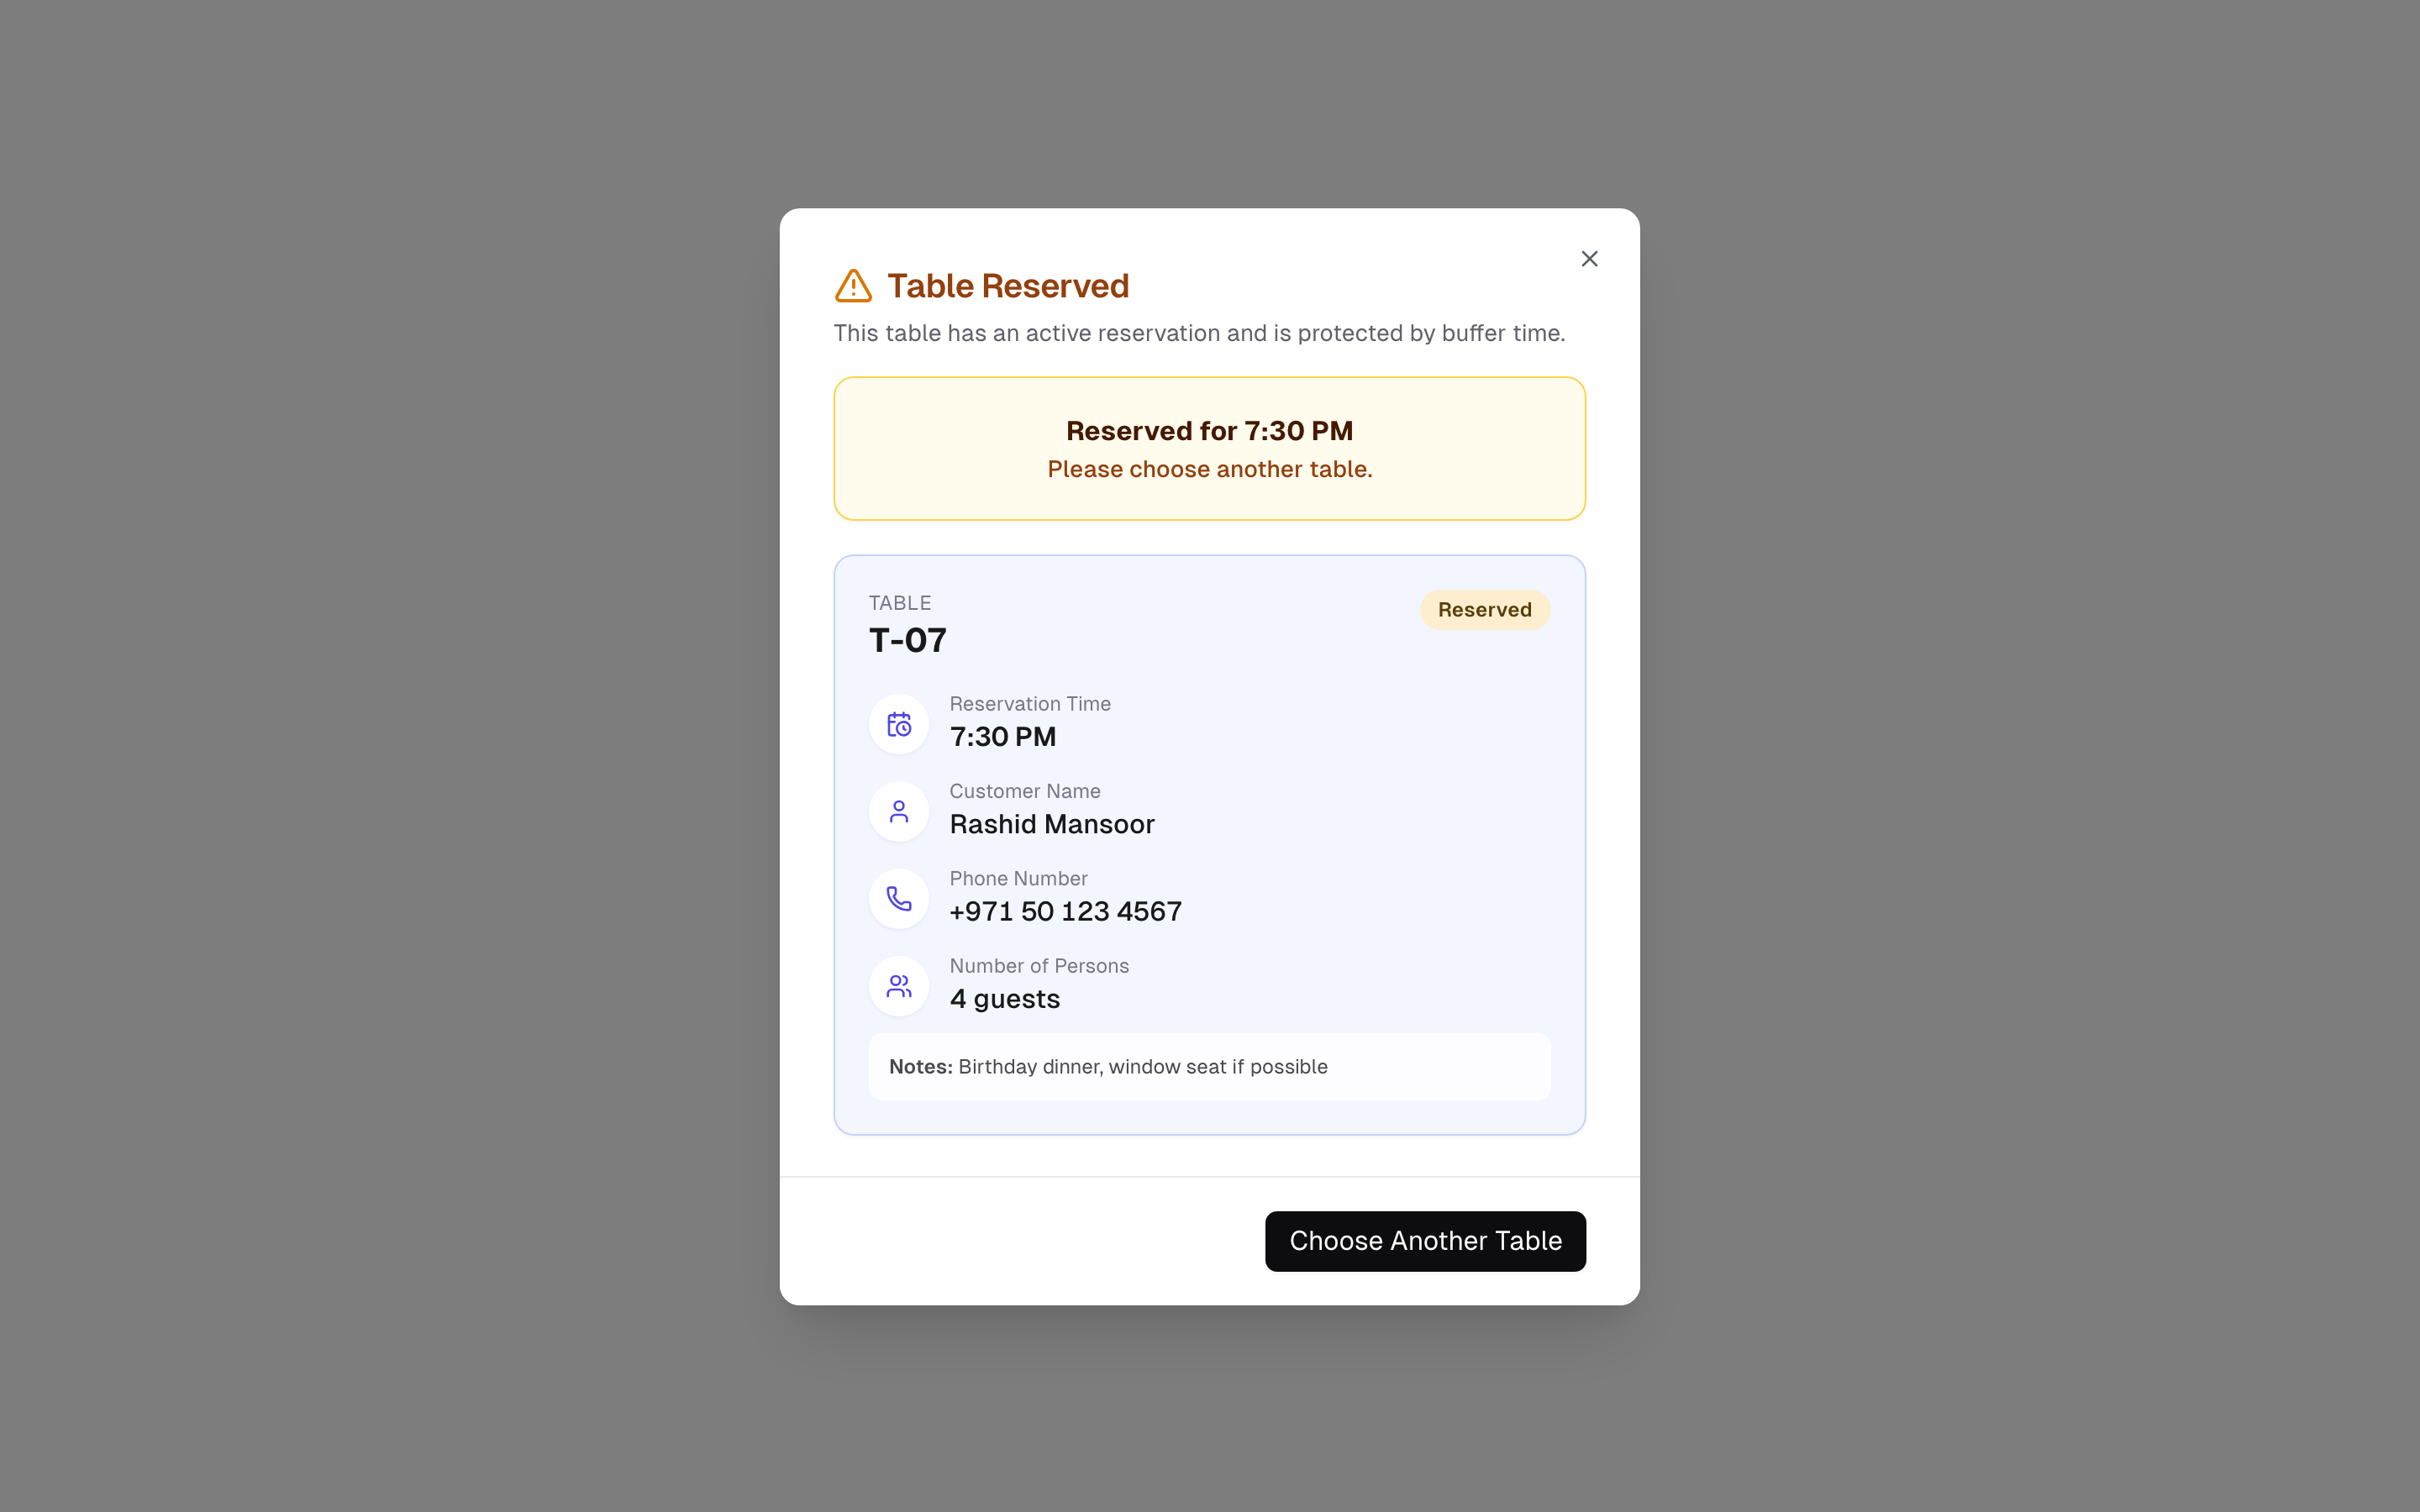 Table Reserved
This table has an active reservation and is protected by buffer time.
Reserved for 7:30 PM
Please choose another table.
TABLE
Reserved
T-07
Reservation Time
7:30 PM
Customer Name
Rashid Mansoor
Phone Number
+971 50 123 4567
Number of Persons
4 guests
Notes: Birthday dinner, window seat if possible
Choose Another Table